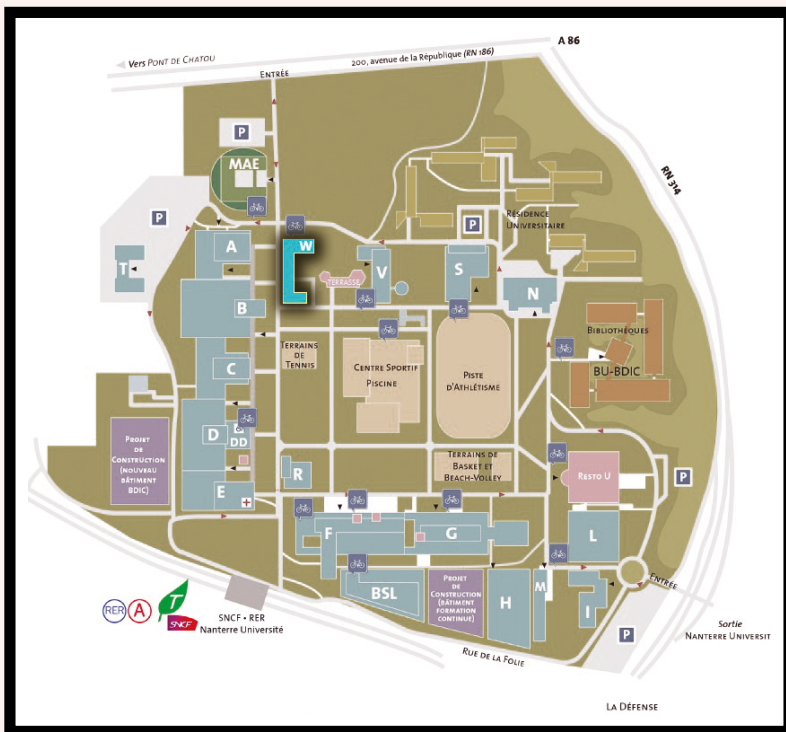 A 86
Vers PONT DE CHATOU
200, avenue de la République (RN 186)
ENTRÉE
P
MAE
RN 314
P
P
RÉSIDENCE
UNIVERSITAIRE
A
W
T
V
S
TERRASSE
N
B
BIBLIOTHÈQUES
TERRAINS
DE
TENNIS
CENTRE SPORTIF
PISCINE
PISTE
D'ATHLÉTISME
BU-BDIC
C
D
DD
PROJET
DE
CONSTRUCTION
(NOUVEAU
BÂTIMENT
BDIC)
TERRAINS DE
BASKET ET
BEACH-VOLLEY
R
RESTO U
P
E
F
G
L
BSL
PROJET
DE
CONSTRUCTION
(BÂTIMENT
FORMATION
CONTINUE)
H
M
I
ENTRÉE
RER
A
T
SNCF
SNCF • RER
Nanterre Université
P
Sortie
NANTERRE UNIVERSIT
RUE DE LA FOLIE
LA DÉFENSE